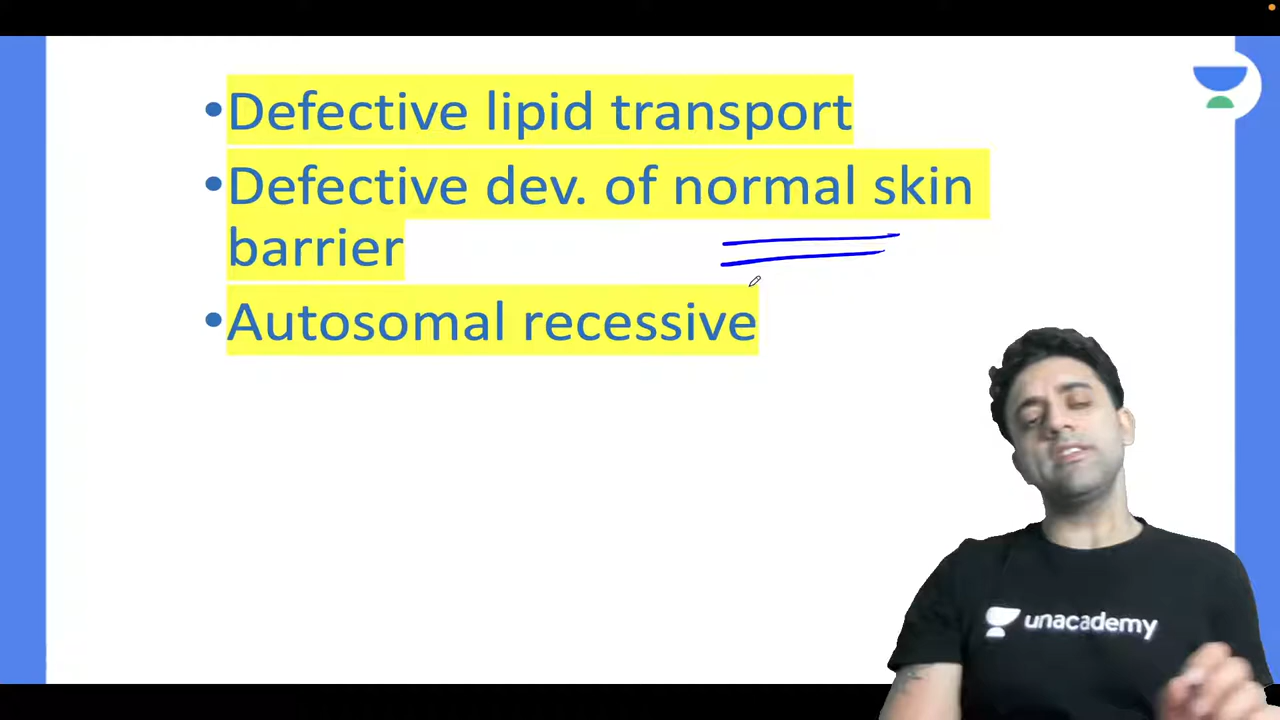 •Defective lipid transport
•Defective dev. of normal skin
barrier
•Autosomal recessive
unacademy